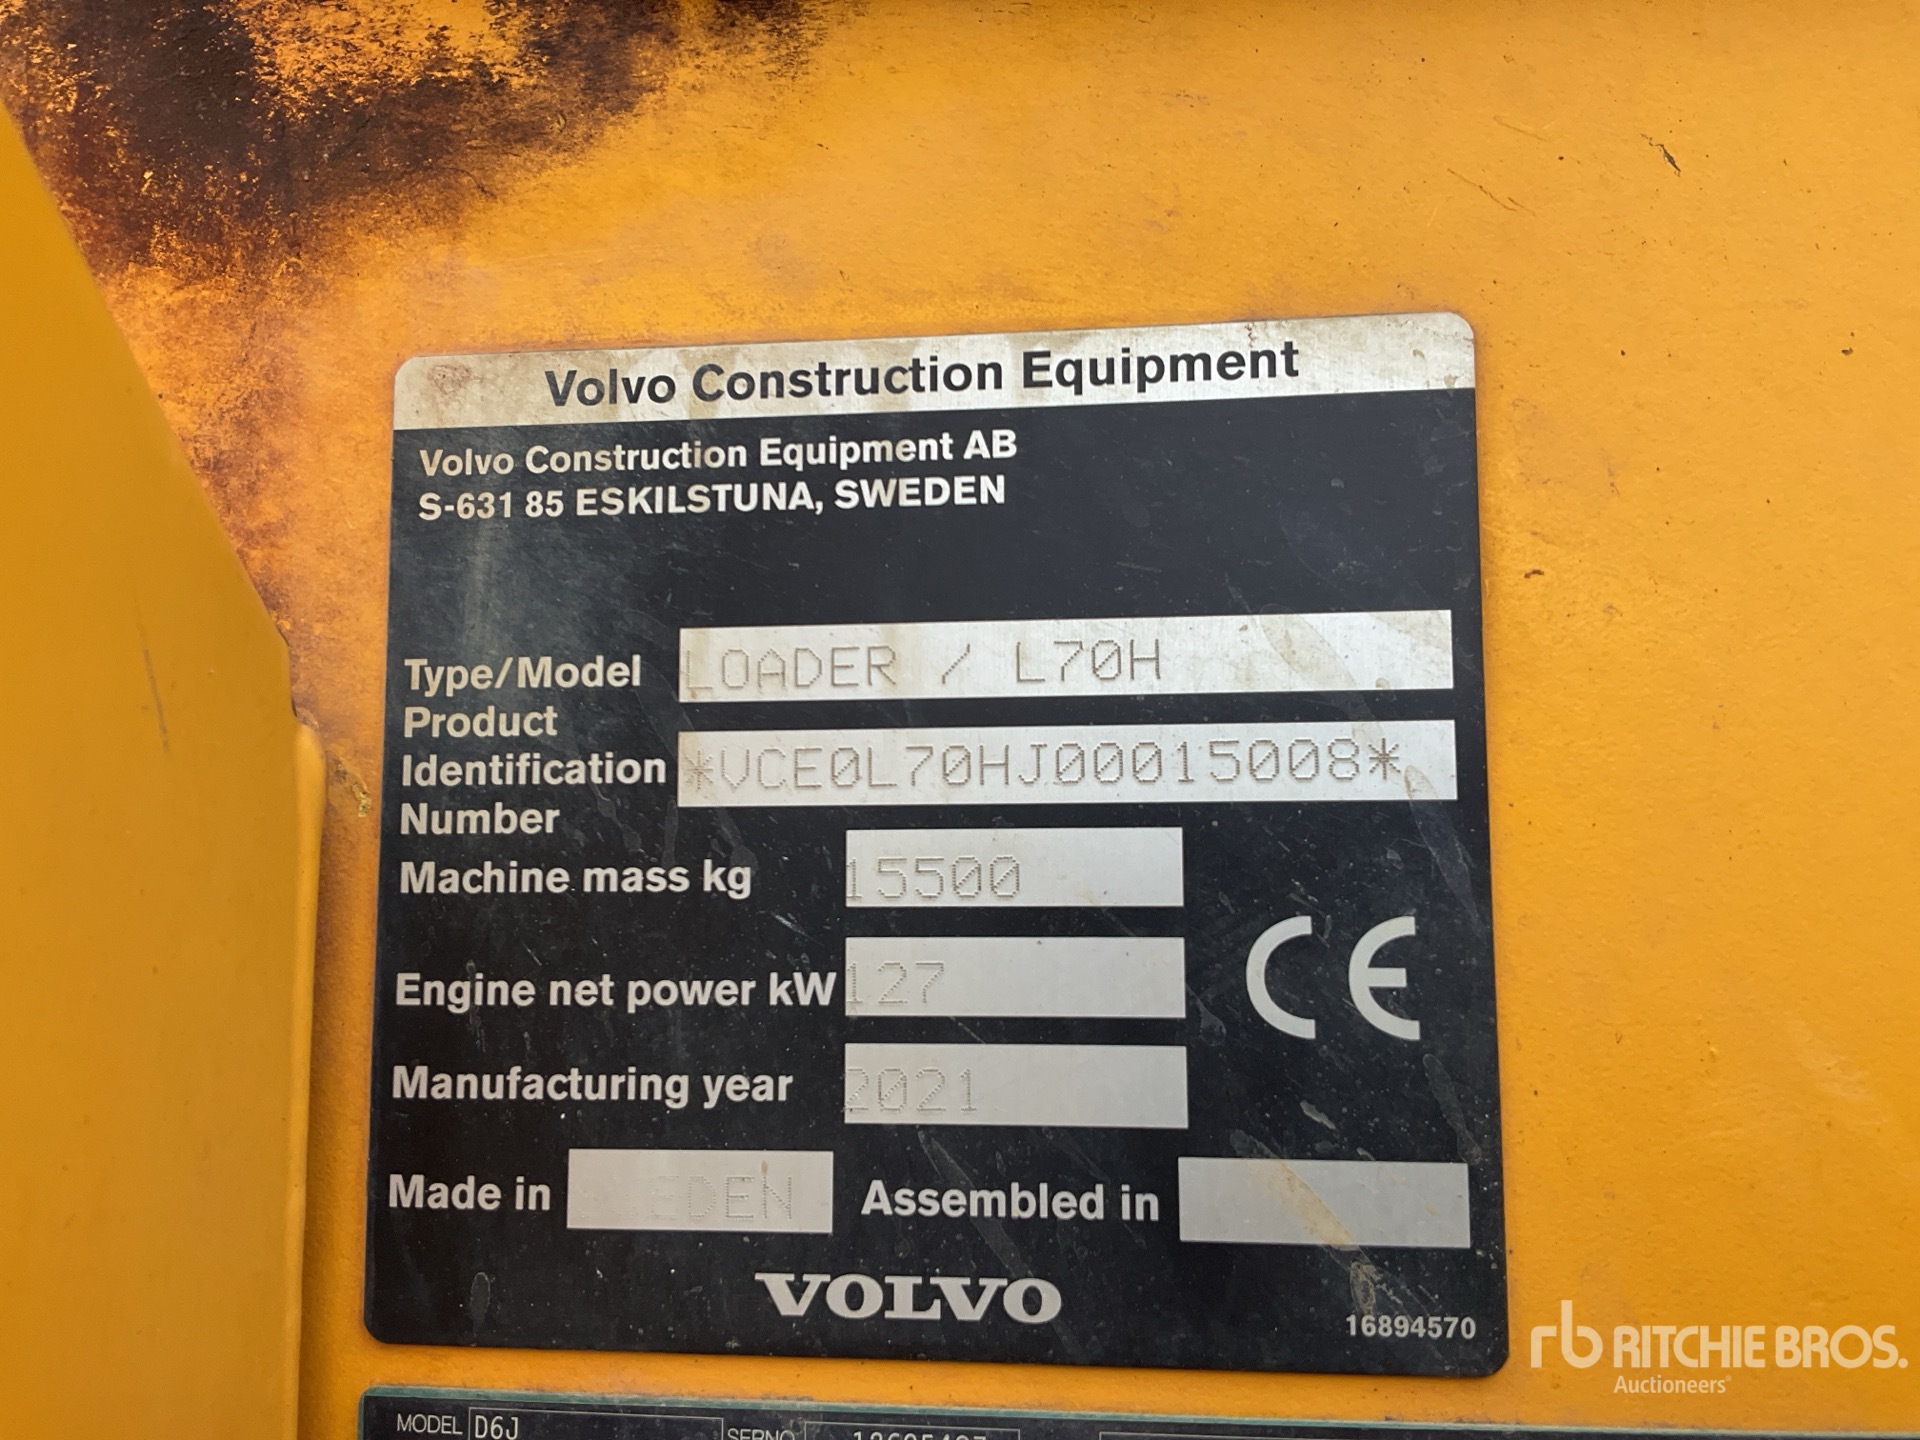 Volvo Construction Equipment
Volvo Construction Equipment AB
S-631 85 ESKILSTUNA, SWEDEN
Type/Model LOADER / L70H
Product
Identification *VCE0L70HJ00015008*
Number
Machine mass kg 15500
Engine net power kW 127
Manufacturing year 2021
Made in Assembled in
CE
VOLVO
16894570
rb RITCHIE BROS.
Auctioneers
MODEL D6J SERNO